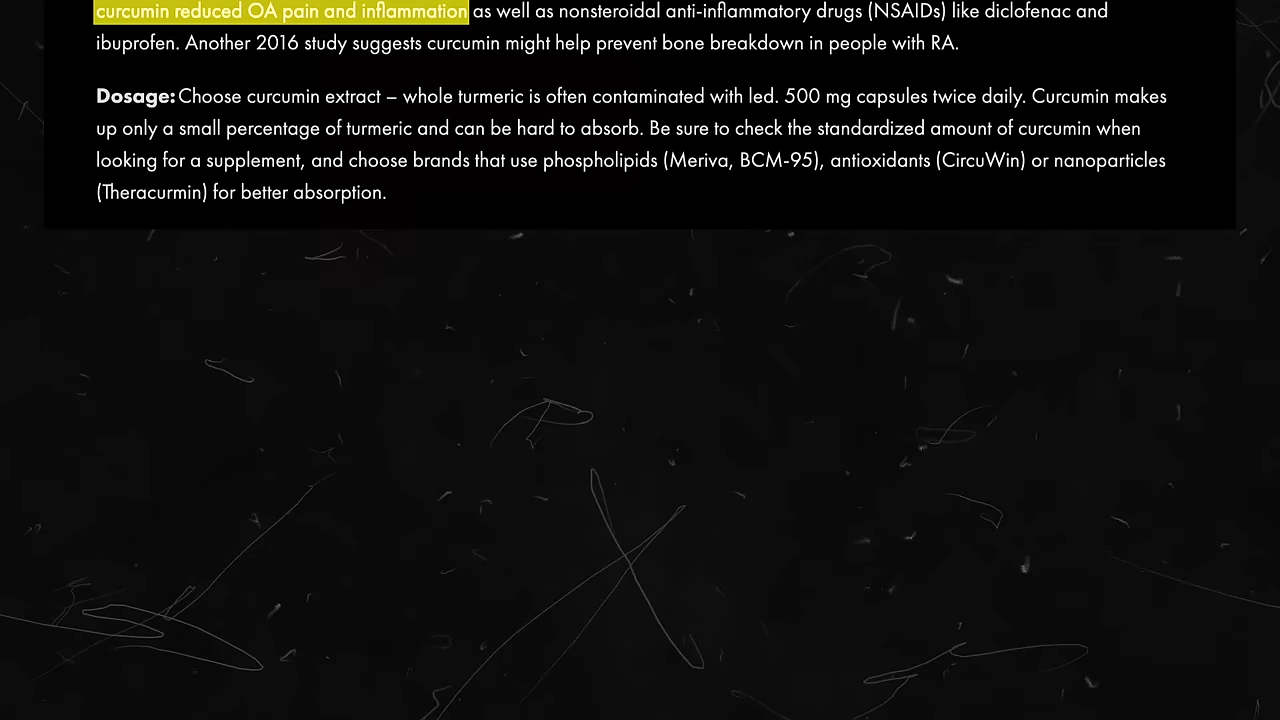 curcumin reduced OA pain and inflammation as well as nonsteroidal anti-inflammatory drugs (NSAIDs) like diclofenac and
ibuprofen. Another 2016 study suggests curcumin might help prevent bone breakdown in people with RA.
Dosage: Choose curcumin extract – whole turmeric is often contaminated with led. 500 mg capsules twice daily. Curcumin makes
up only a small percentage of turmeric and can be hard to absorb. Be sure to check the standardized amount of curcumin when
looking for a supplement, and choose brands that use phospholipids (Meriva, BCM-95), antioxidants (CircuWin) or nanoparticles
(Theracurmin) for better absorption.